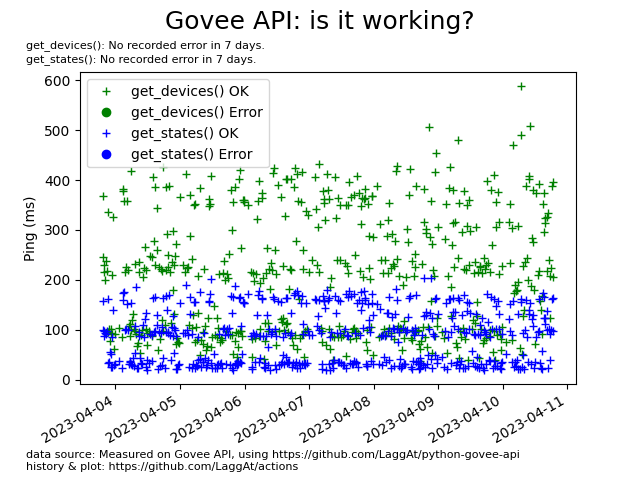 Govee API: is it working?
get_devices(): No recorded error in 7 days.
get_states(): No recorded error in 7 days.
600
500
400
300
200
100
0
Ping (ms)
get_devices() OK
get_devices() Error
get_states() OK
get_states() Error
2023-04-04
2023-04-05
2023-04-06
2023-04-07
2023-04-08
2023-04-09
2023-04-10
2023-04-11
data source: Measured on Govee API, using https://github.com/LaggAt/python-govee-api
history & plot: https://github.com/LaggAt/actions